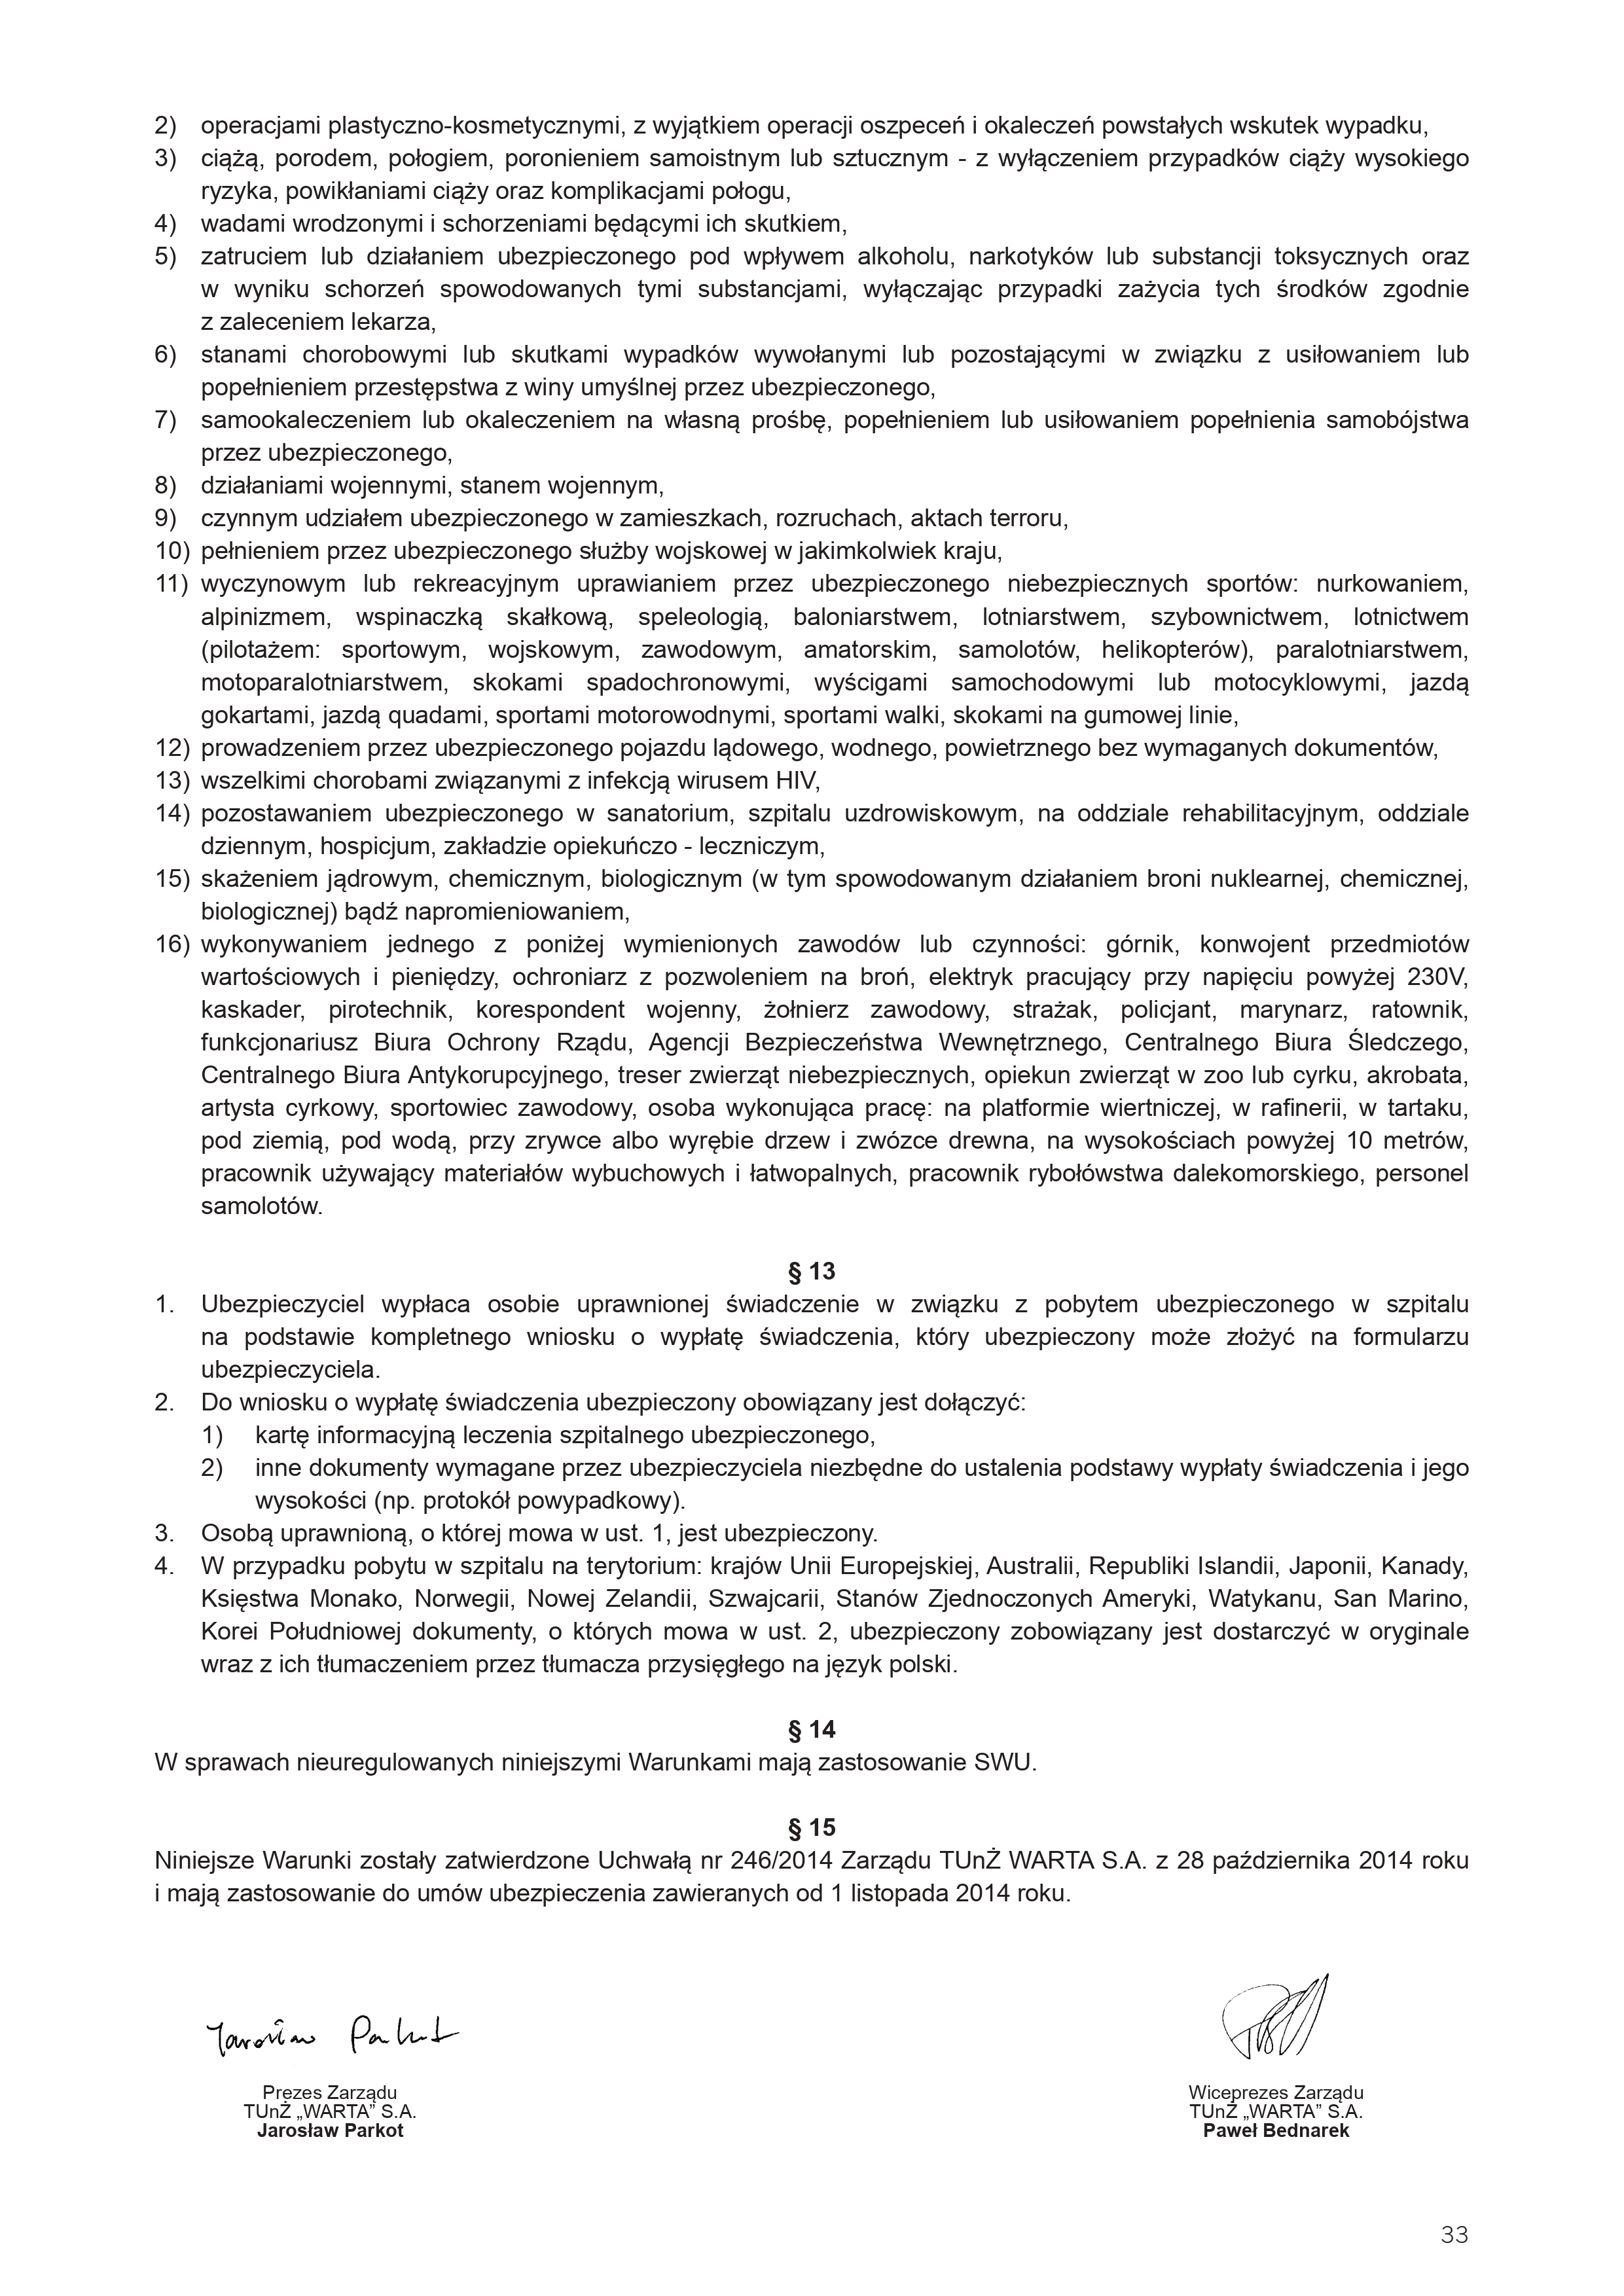 2) operacjami plastyczno-kosmetycznymi, z wyjątkiem operacji oszpeceń i okaleczeń powstałych wskutek wypadku,
3) ciążą, porodem, połogiem, poronieniem samoistnym lub sztucznym - z wyłączeniem przypadków ciąży wysokiego
ryzyka, powikłaniami ciąży oraz komplikacjami połogu,
4) wadami wrodzonymi i schorzeniami będącymi ich skutkiem,
5) zatruciem lub działaniem ubezpieczonego pod wpływem alkoholu, narkotyków lub substancji toksycznych oraz
w wyniku schorzeń spowodowanych tymi substancjami, wyłączając przypadki zażycia tych środków zgodnie
z zaleceniem lekarza,
6) stanami chorobowymi lub skutkami wypadków wywołanymi lub pozostającymi w związku z usiłowaniem lub
popełnieniem przestępstwa z winy umyślnej przez ubezpieczonego,
7) samookaleczeniem lub okaleczeniem na własną prośbę, popełnieniem lub usiłowaniem popełnienia samobójstwa
przez ubezpieczonego,
8) działaniami wojennymi, stanem wojennym,
9) czynnym udziałem ubezpieczonego w zamieszkach, rozruchach, aktach terroru,
10) pełnieniem przez ubezpieczonego służby wojskowej w jakimkolwiek kraju,
11) wyczynowym lub rekreacyjnym uprawianiem przez ubezpieczonego niebezpiecznych sportów: nurkowaniem,
alpinizmem, wspinaczką skałkową, speleologią, baloniarstwem, lotniarstwem, szybownictwem, lotnictwem
(pilotażem: sportowym, wojskowym, zawodowym, amatorskim, samolotów, helikopterów), paralotniarstwem,
motoparalotniarstwem, skokami spadochronowymi, wyścigami samochodowymi lub motocyklowymi, jazdą
gokartami, jazdą quadami, sportami motorowodnymi, sportami walki, skokami na gumowej linie,
12) prowadzeniem przez ubezpieczonego pojazdu lądowego, wodnego, powietrznego bez wymaganych dokumentów,
13) wszelkimi chorobami związanymi z infekcją wirusem HIV,
14) pozostawaniem ubezpieczonego w sanatorium, szpitalu uzdrowiskowym, na oddziale rehabilitacyjnym, oddziale
dziennym, hospicjum, zakładzie opiekuńczo - leczniczym,
15) skażeniem jądrowym, chemicznym, biologicznym (w tym spowodowanym działaniem broni nuklearnej, chemicznej,
biologicznej) bądź napromieniowaniem,
16) wykonywaniem jednego z poniżej wymienionych zawodów lub czynności: górnik, konwojent przedmiotów
wartościowych i pieniędzy, ochroniarz z pozwoleniem na broń, elektryk pracujący przy napięciu powyżej 230V,
kaskader, pirotechnik, korespondent wojenny, żołnierz zawodowy, strażak, policjant, marynarz, ratownik,
funkcjonariusz Biura Ochrony Rządu, Agencji Bezpieczeństwa Wewnętrznego, Centralnego Biura Śledczego,
Centralnego Biura Antykorupcyjnego, treser zwierząt niebezpiecznych, opiekun zwierząt w zoo lub cyrku, akrobata,
artysta cyrkowy, sportowiec zawodowy, osoba wykonująca pracę: na platformie wiertniczej, w rafinerii, w tartaku,
pod ziemią, pod wodą, przy zrywce albo wyrębie drzew i zwózce drewna, na wysokościach powyżej 10 metrów,
pracownik używający materiałów wybuchowych i łatwopalnych, pracownik rybołówstwa dalekomorskiego, personel
samolotów.
§ 13
1. Ubezpieczyciel wypłaca osobie uprawnionej świadczenie w związku z pobytem ubezpieczonego w szpitalu
na podstawie kompletnego wniosku o wypłatę świadczenia, który ubezpieczony może złożyć na formularzu
ubezpieczyciela.
2. Do wniosku o wypłatę świadczenia ubezpieczony obowiązany jest dołączyć:
1) kartę informacyjną leczenia szpitalnego ubezpieczonego,
2) inne dokumenty wymagane przez ubezpieczyciela niezbędne do ustalenia podstawy wypłaty świadczenia i jego
wysokości (np. protokół powypadkowy).
3. Osobą uprawnioną, o której mowa w ust. 1, jest ubezpieczony.
4. W przypadku pobytu w szpitalu na terytorium: krajów Unii Europejskiej, Australii, Republiki Islandii, Japonii, Kanady,
Księstwa Monako, Norwegii, Nowej Zelandii, Szwajcarii, Stanów Zjednoczonych Ameryki, Watykanu, San Marino,
Korei Południowej dokumenty, o których mowa w ust. 2, ubezpieczony zobowiązany jest dostarczyć w oryginale
wraz z ich tłumaczeniem przez tłumacza przysięgłego na język polski.
§ 14
W sprawach nieuregulowanych niniejszymi Warunkami mają zastosowanie SWU.
§ 15
Niniejsze Warunki zostały zatwierdzone Uchwałą nr 246/2014 Zarządu TUnŻ WARTA S.A. z 28 października 2014 roku
i mają zastosowanie do umów ubezpieczenia zawieranych od 1 listopada 2014 roku.
Jarosław Parkot
Prezes Zarządu
TUnŻ „WARTA” S.A.
Jarosław Parkot
Wiceprezes Zarządu
TUnŻ „WARTA” S.A.
Paweł Bednarek
33